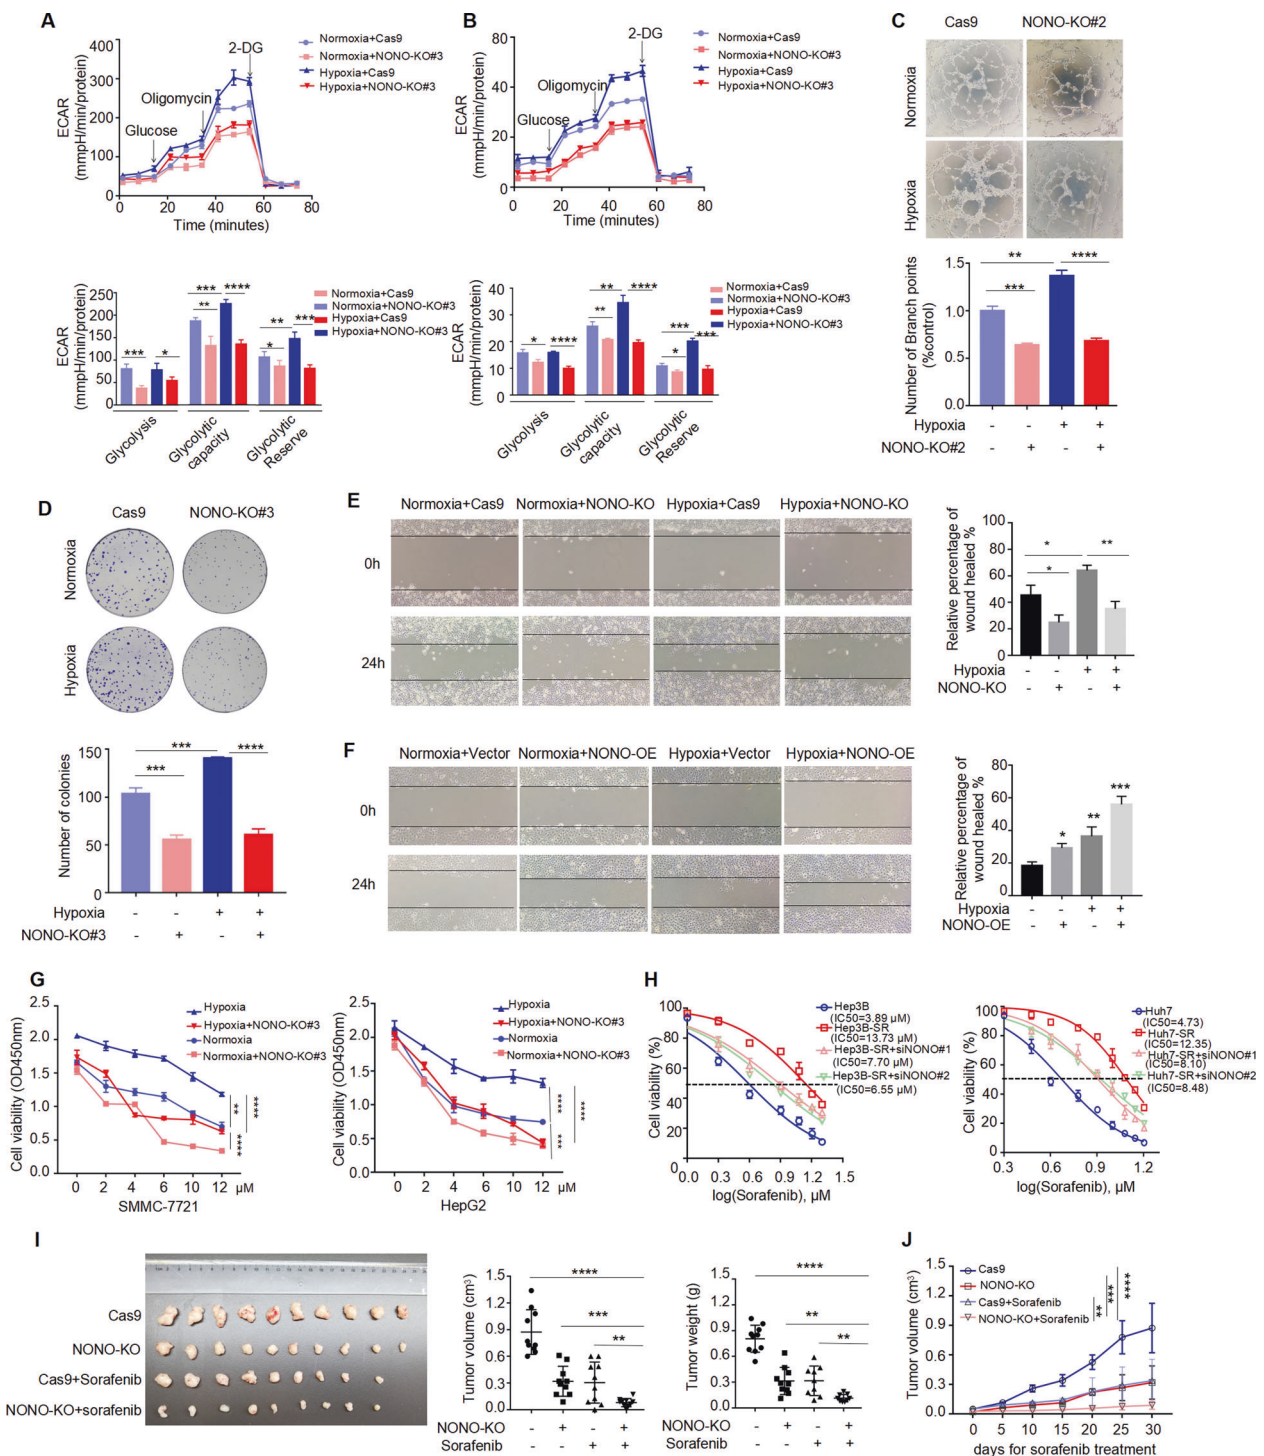 A
400
300
200
100
0
ECAR
(mmpH/min/protein)
Glucose
Oligomycin
2-DG
0
20
40
60
80
Time (minutes)
Normoxia+Cas9
Normoxia+NONO-KO#3
Hypoxia+Cas9
Hypoxia+NONO-KO#3
250
200
150
100
50
0
ECAR
(mmpH/min/protein)
*** * ** *** **** * ** ***
Normoxia+Cas9
Normoxia+NONO-KO#3
Hypoxia+Cas9
Hypoxia+NONO-KO#3
Glycolysis
Glycolytic
capacity
Glycolytic
Reserve
B
80
60
40
20
0
ECAR
(mmpH/min/protein)
Glucose
Oligomycin
2-DG
0
20
40
60
80
Time (minutes)
Normoxia+Cas9
Normoxia+NONO-KO#3
Hypoxia+Cas9
Hypoxia+NONO-KO#3
40
30
20
10
0
ECAR
(mmpH/min/protein)
* **** ** ** **** * *** ***
Normoxia+Cas9
Normoxia+NONO-KO#3
Hypoxia+Cas9
Hypoxia+NONO-KO#3
Glycolysis
Glycolytic
capacity
Glycolytic
Reserve
C
Cas9 NONO-KO#2
Normoxia
Hypoxia
1.5
1.0
0.5
0.0
Number of Branch points
(%control)
** ****
***
Hypoxia - - + +
NONO-KO#2 - + - +
D
Cas9 NONO-KO#3
Normoxia
Hypoxia
150
100
50
0
Number of colonies
*** ****
***
Hypoxia - - + +
NONO-KO#3 - + - +
E
Normoxia+Cas9 Normoxia+NONO-KO Hypoxia+Cas9 Hypoxia+NONO-KO
0h
24h
100
80
60
40
20
0
Relative percentage of
wound healed %
* **
*
Hypoxia - - + +
NONO-KO - + - +
F
Normoxia+Vector Normoxia+NONO-OE Hypoxia+Vector Hypoxia+NONO-OE
0h
24h
80
60
40
20
0
Relative percentage of
wound healed %
* ** ***
Hypoxia - - + +
NONO-OE - + - +
G
2.5
2.0
1.5
1.0
0.5
0.0
Cell viability (OD450nm)
Hypoxia
Hypoxia+NONO-KO#3
Normoxia
Normoxia+NONO-KO#3
** **** ****
0 2 4 6 10 12 μM
SMMC-7721
2.5
2.0
1.5
1.0
0.5
0.0
Cell viability (OD450nm)
Hypoxia
Hypoxia+NONO-KO#3
Normoxia
Normoxia+NONO-KO#3
**** *** ****
0 2 4 6 10 12 μM
HepG2
H
100
80
60
40
20
Cell viability (%)
Hep3B
(IC50=3.89 μM)
Hep3B-SR
(IC50=13.73 μM)
Hep3B-SR+siNONO#1
(IC50=7.70 μM)
Hep3B-SR+siNONO#2
(IC50=6.55 μM)
0.0 0.3 0.6 0.9 1.2 1.5
log(Sorafenib), μM
100
80
60
40
20
0
Cell viability (%)
Huh7
(IC50=4.73)
Huh7-SR
(IC50=12.35)
Huh7-SR+siNONO#1
(IC50=8.10)
Huh7-SR+siNONO#2
(IC50=8.48)
0.3 0.6 0.9 1.2
log(Sorafenib), μM
I
Cas9
NONO-KO
Cas9+Sorafenib
NONO-KO+sorafenib
1.5
1.2
0.9
0.6
0.3
0.0
Tumor volume (cm³)
****
***
**
NONO-KO - + - +
Sorafenib - - + +
1.5
1.2
0.9
0.6
0.3
0.0
Tumor weight (g)
****
**
**
NONO-KO - + - +
Sorafenib - - + +
J
1.5
1.2
0.9
0.6
0.3
0.0
Tumor volume (cm³)
Cas9
NONO-KO
Cas9+Sorafenib
NONO-KO+Sorafenib
** *** ****
0 5 10 15 20 25 30
days for sorafenib treatment